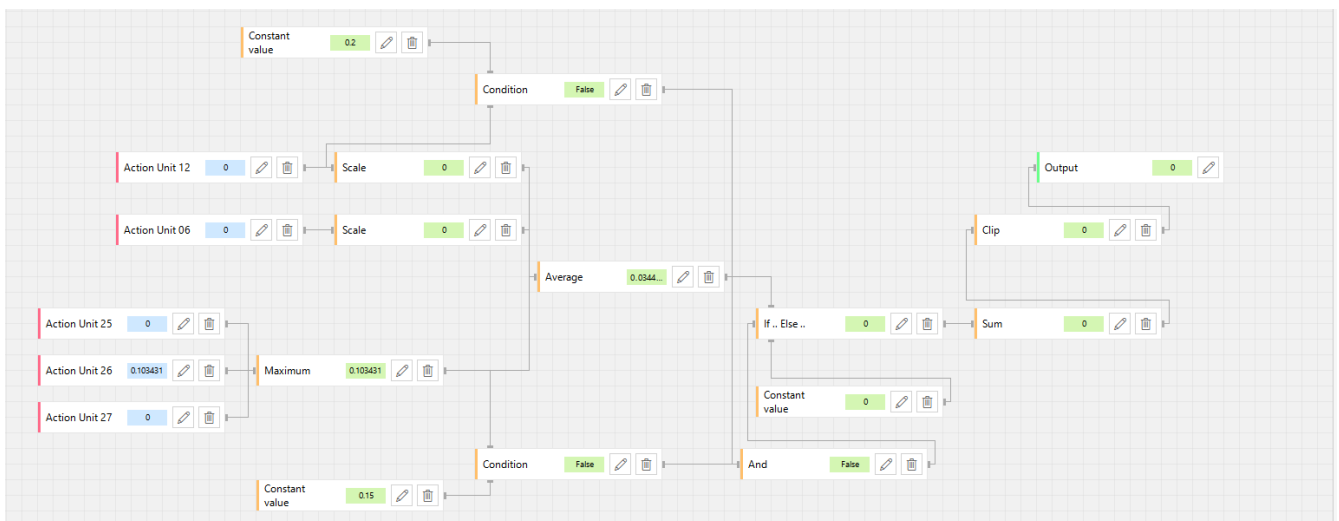 Constant
value
0.2
Condition
False
Action Unit 12
0
Scale
0
Output
0
Action Unit 06
0
Scale
0
Clip
0
Average
0.0344...
Action Unit 25
0
If .. Else ..
0
Sum
0
Action Unit 26
0.103431
Maximum
0.103431
Constant
value
0
Action Unit 27
0
Condition
False
And
False
Constant
value
0.15